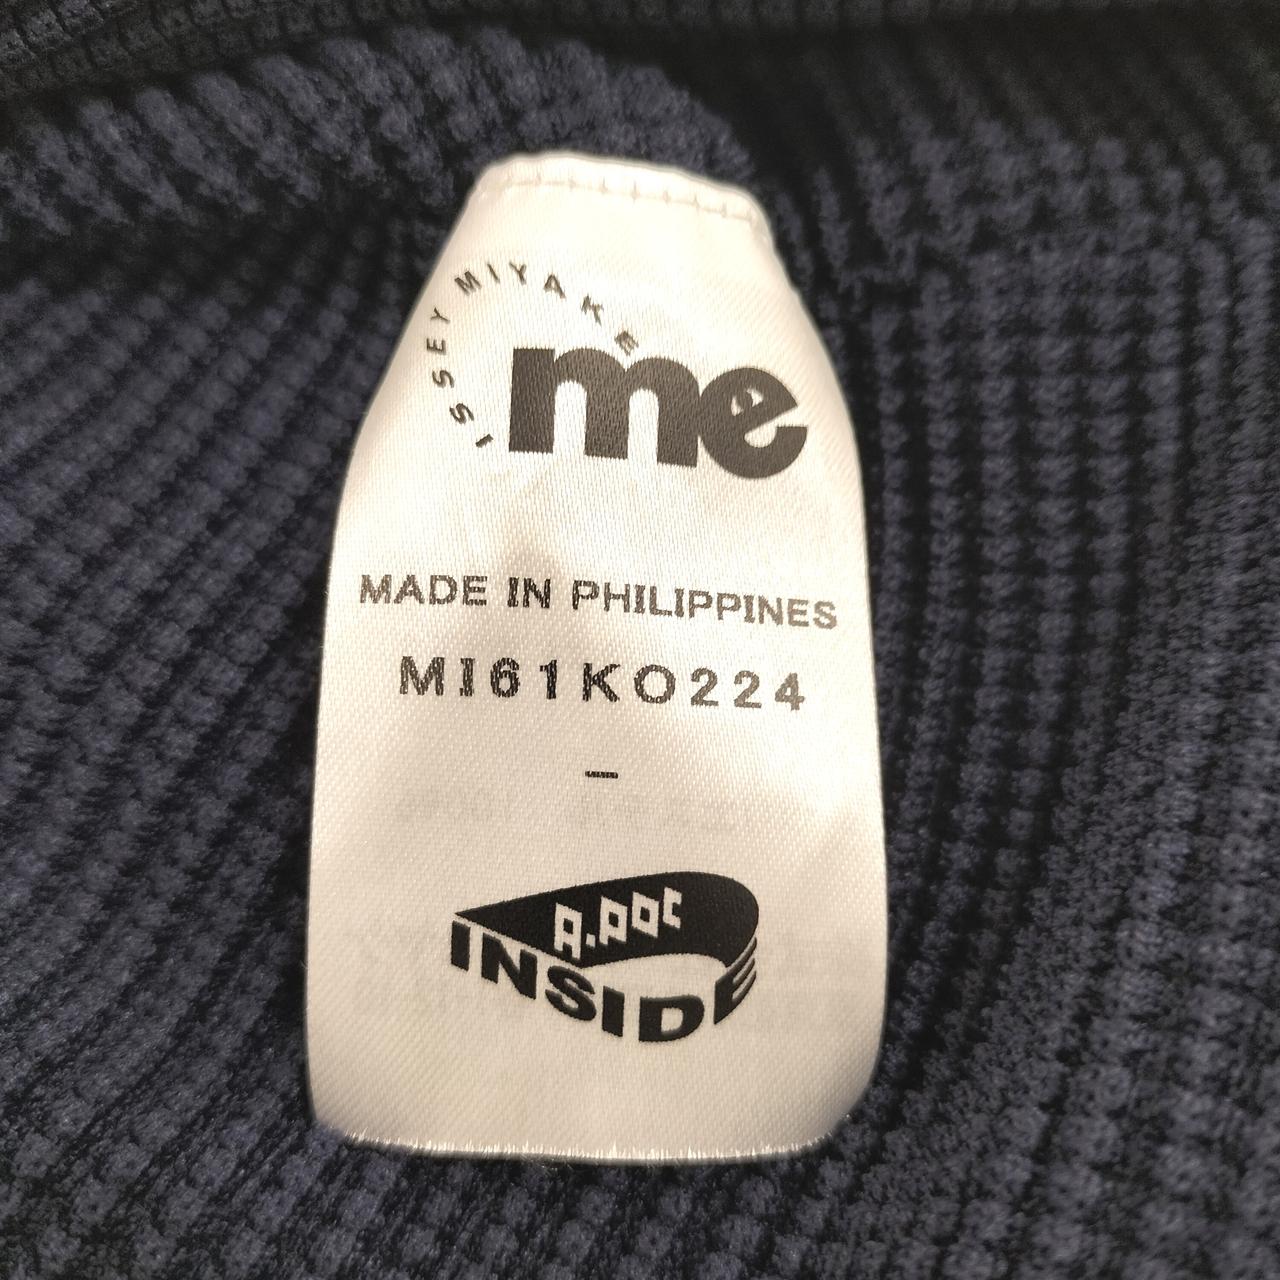 ISSEY MIYAKE
me
MADE IN PHILIPPINES
MI61KO224
–
A.POC
INSIDE